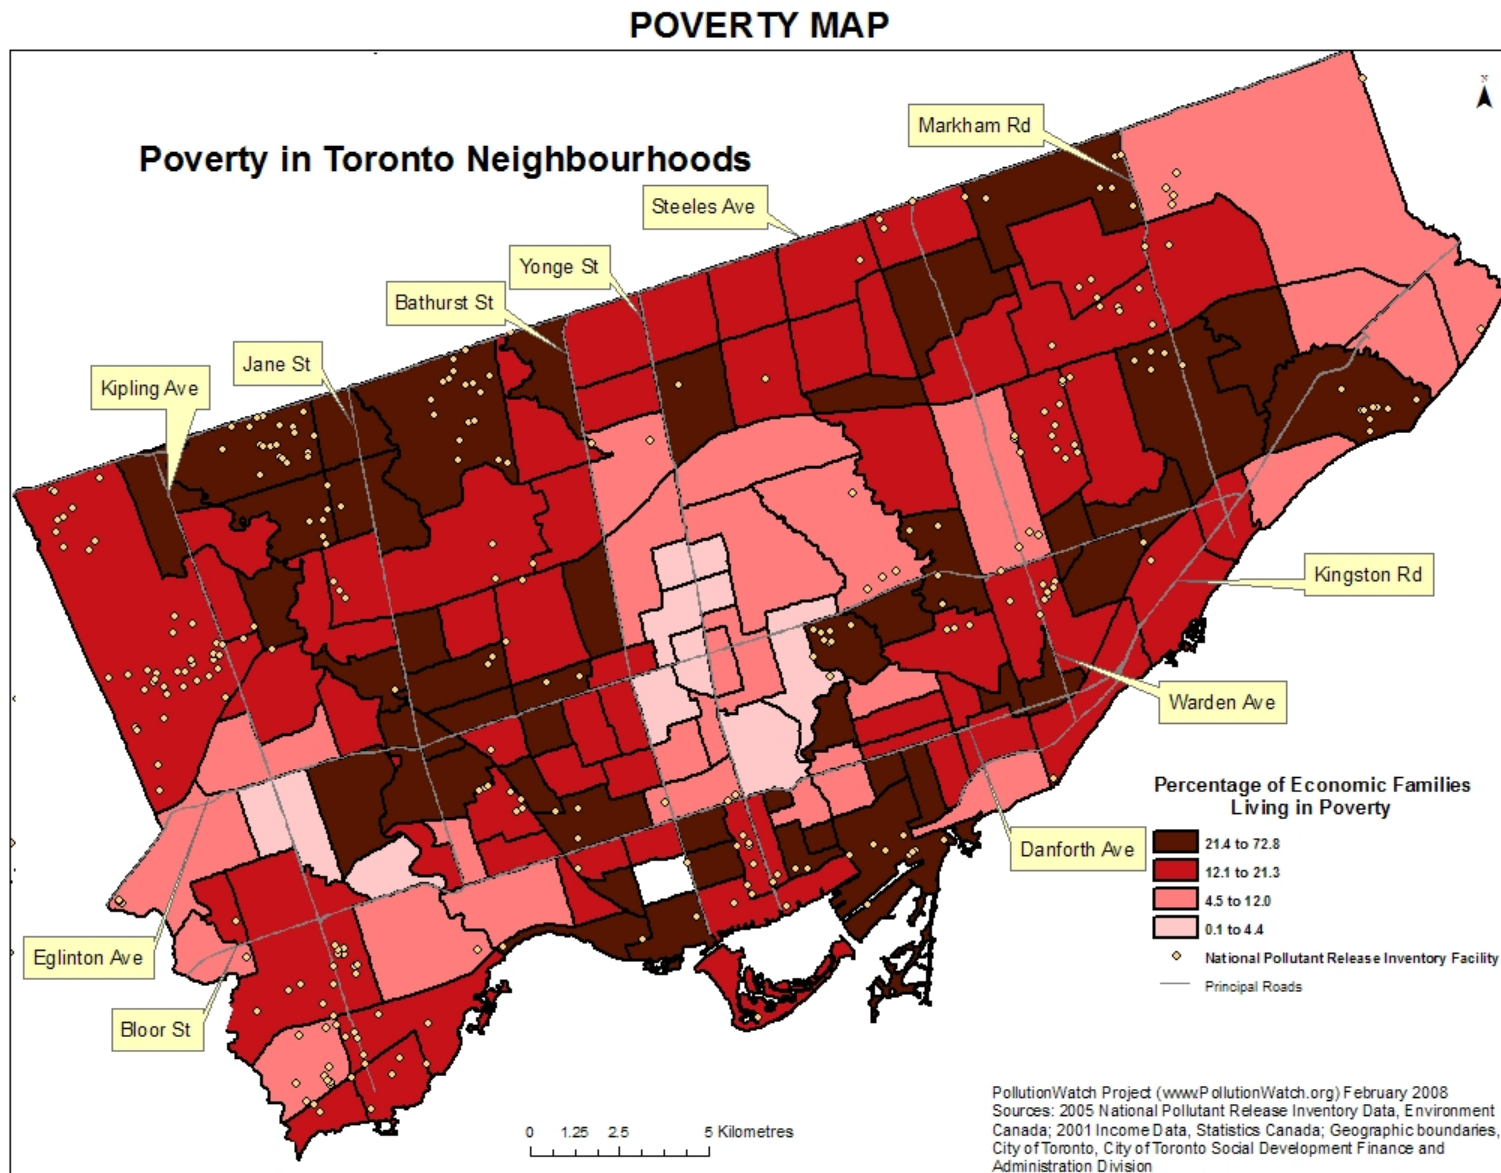 POVERTY MAP
N
Poverty in Toronto Neighbourhoods
Markham Rd
Steeles Ave
Yonge St
Bathurst St
Jane St
Kipling Ave
Kingston Rd
Warden Ave
Danforth Ave
Eglinton Ave
Bloor St
Percentage of Economic Families
Living in Poverty
21.4 to 72.8
12.1 to 21.3
4.5 to 12.0
0.1 to 4.4
National Pollutant Release Inventory Facility
Principal Roads
0 1.25 2.5 5 Kilometres
PollutionWatch Project (www.PollutionWatch.org) February 2008
Sources: 2005 National Pollutant Release Inventory Data, Environment
Canada; 2001 Income Data, Statistics Canada; Geographic boundaries,
City of Toronto, City of Toronto Social Development Finance and
Administration Division